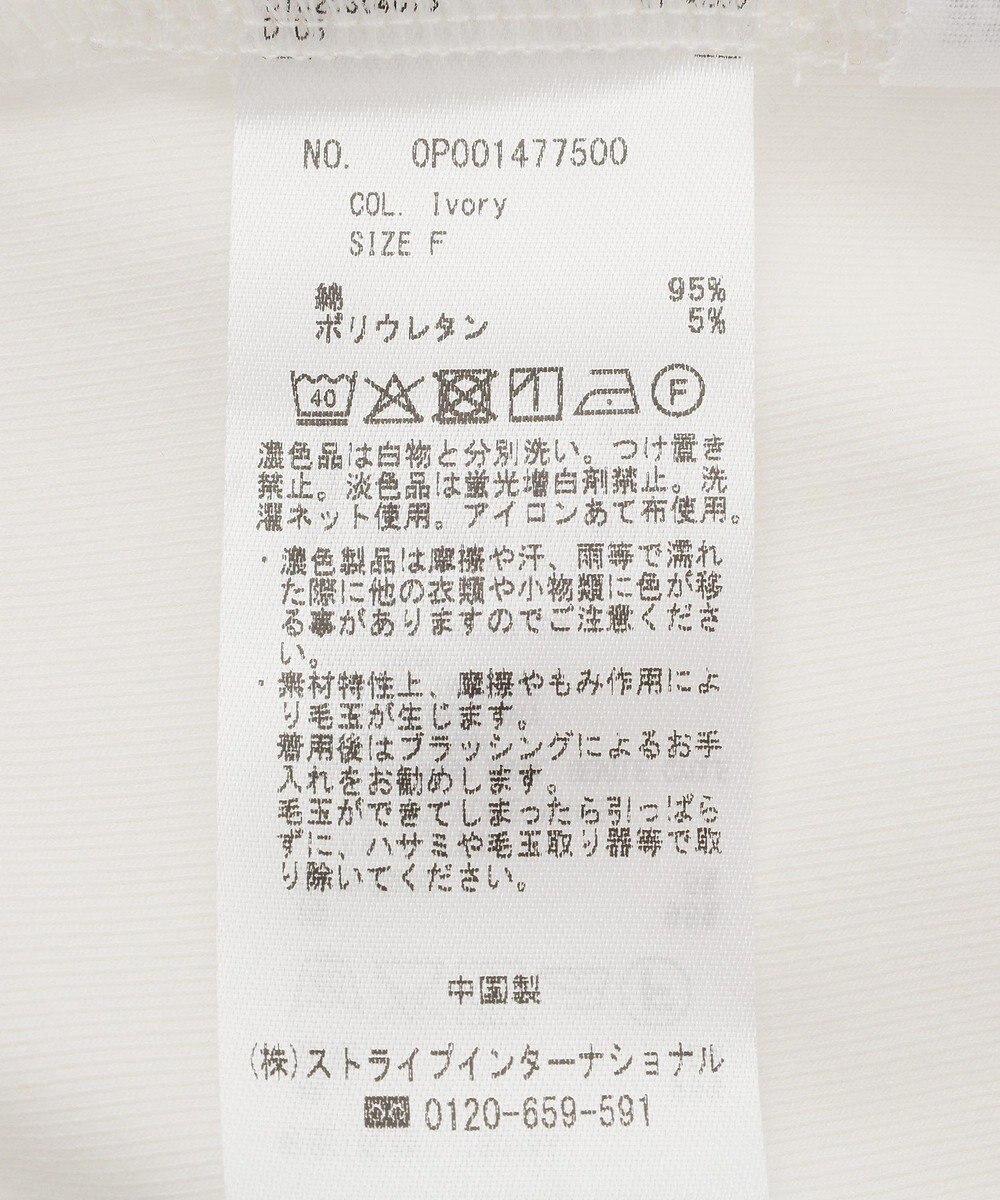 NO. OP001477500
COL. Ivory
SIZE F
綿 95%
ポリウレタン 5%
40 F
濃色品は白物と分別洗い。つけ置き
禁止。淡色品は蛍光増白剤禁止。洗
濯ネット使用。アイロンあて布使用。
・濃色製品は摩擦や汗、雨等で濡れ
た際に他の衣類や小物類に色が移
る事がありますのでご注意くださ
い。
・素材特性上、摩擦やもみ作用によ
り毛玉が生じます。
着用後はブラッシングによるお手
入れをお勧めします。
毛玉ができてしまったら引っぱら
ずに、ハサミや毛玉取り器等で取
り除いてください。
中国製
(株)ストライプインターナショナル
0120-659-591